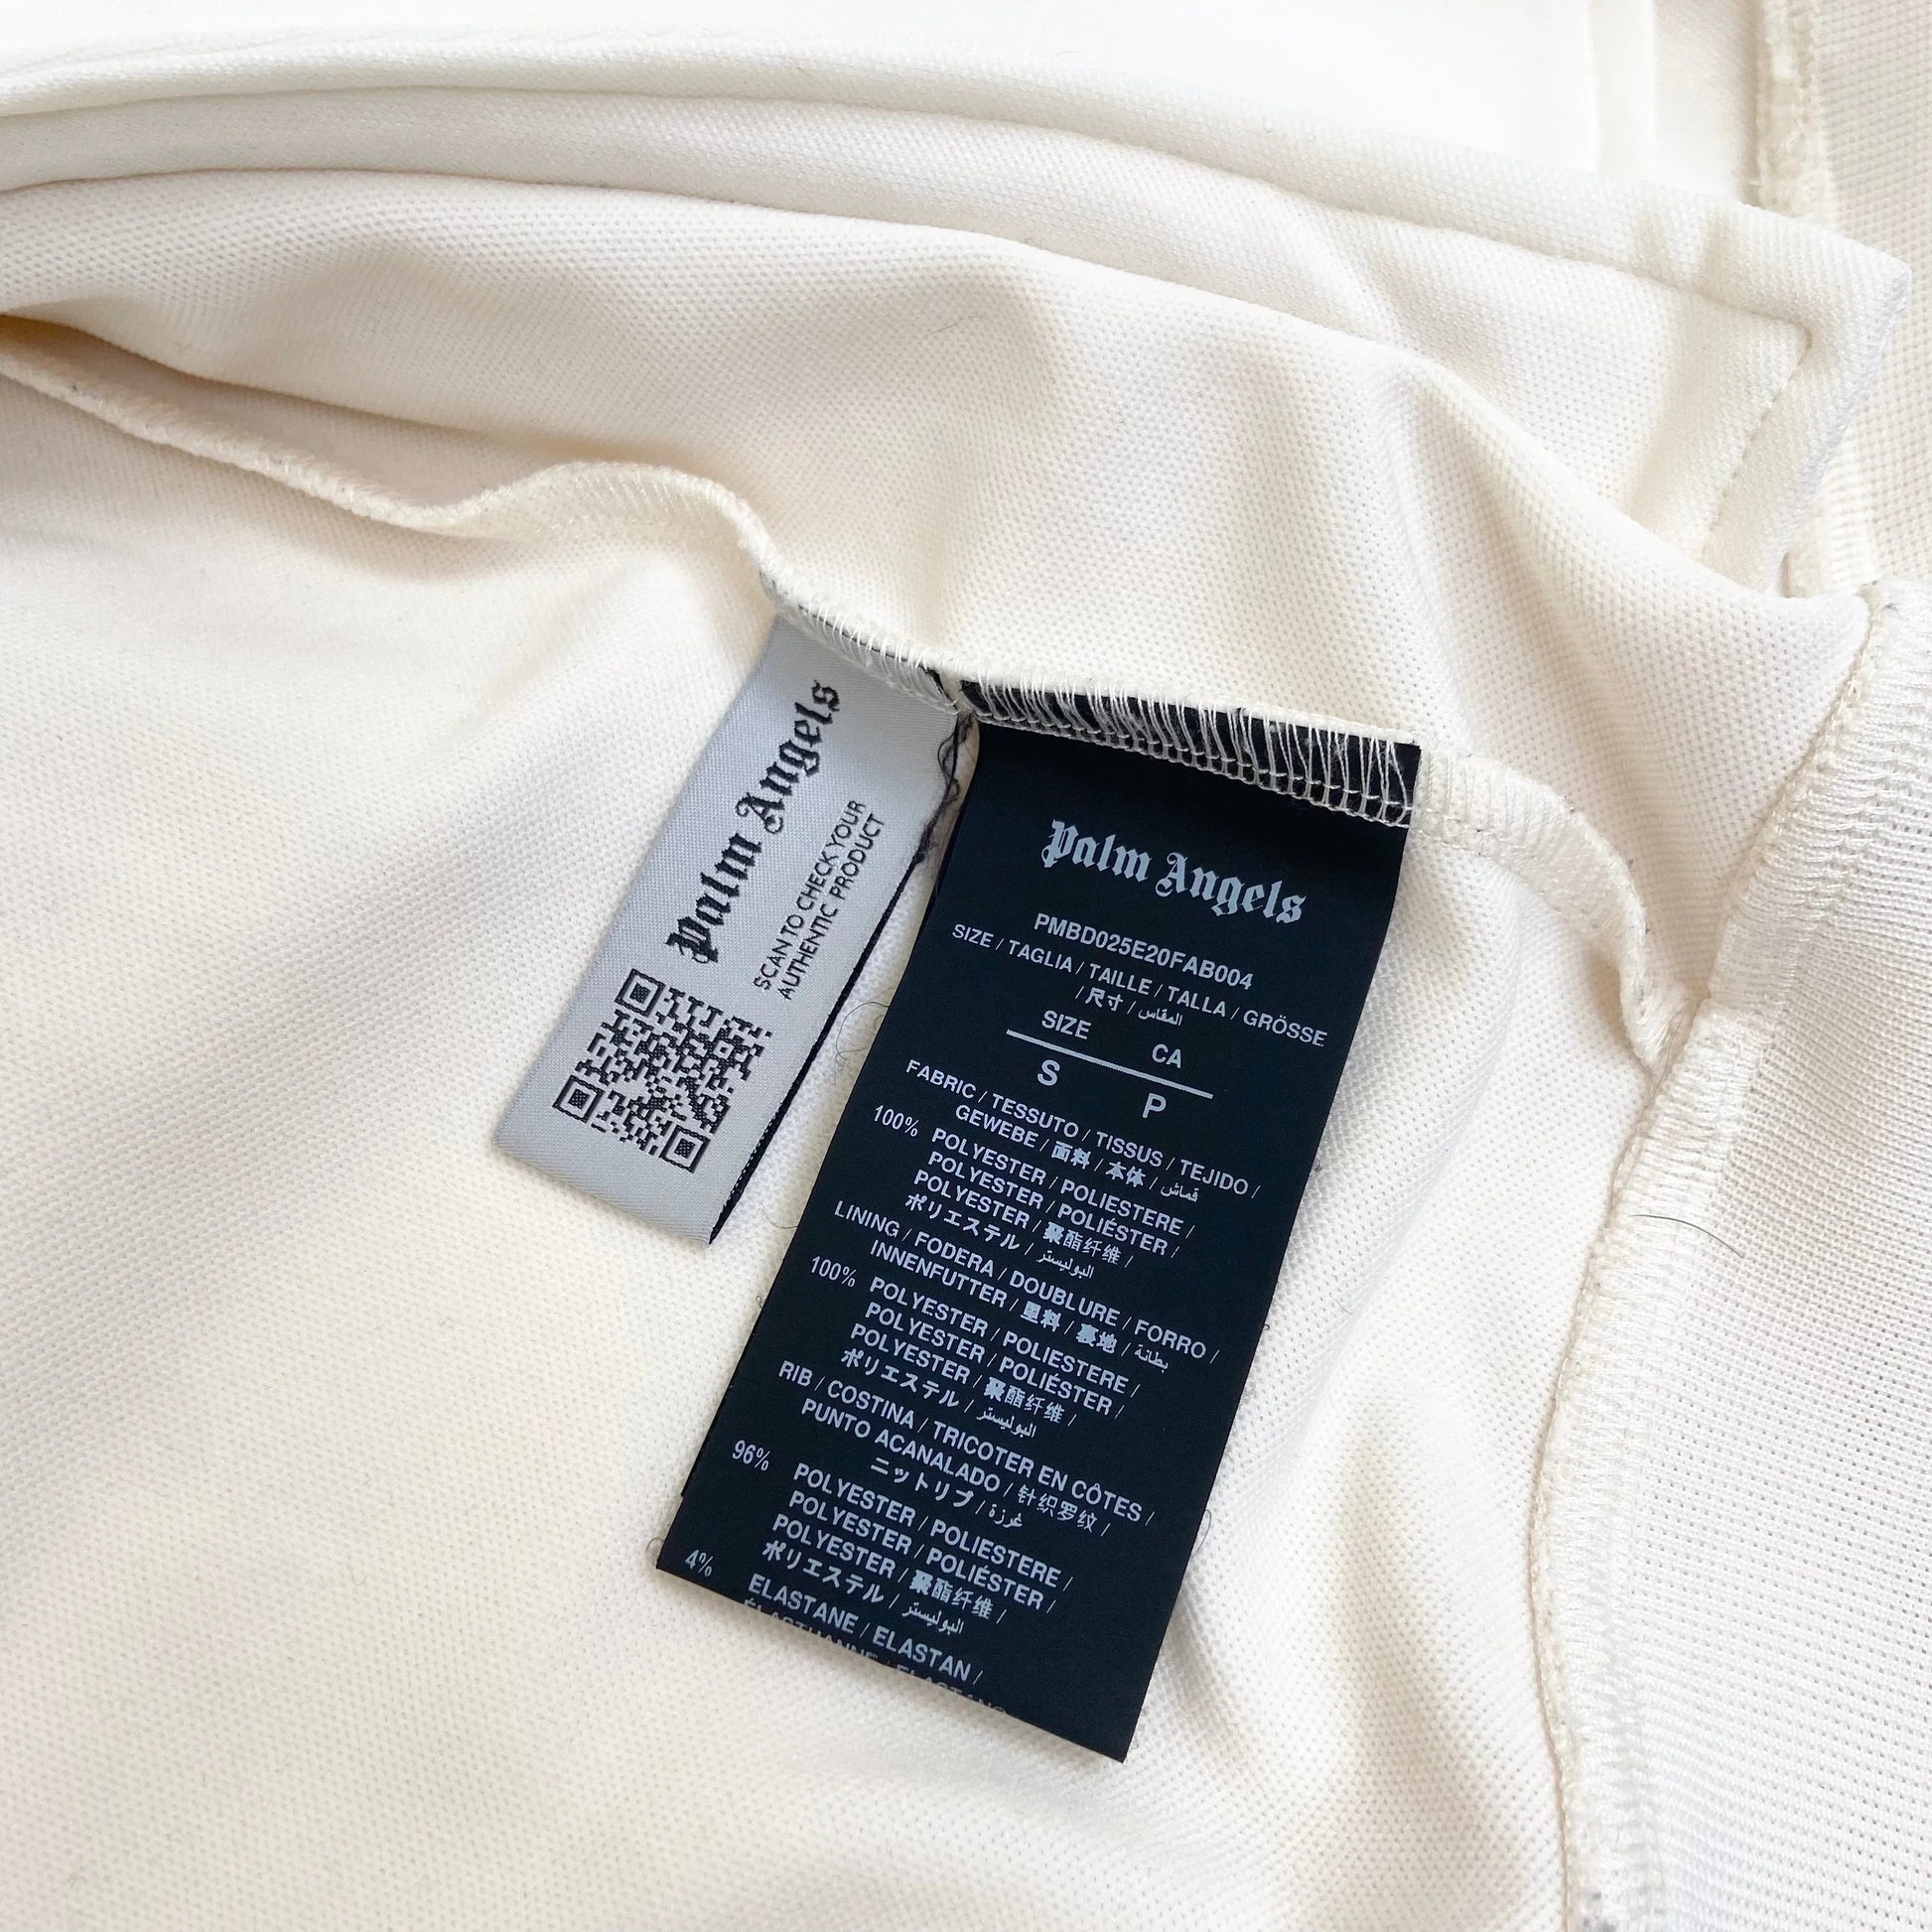 Palm Angels
SCAN TO CHECK YOUR
AUTHENTIC PRODUCT
Palm Angels
PMBD025E20FAB004
SIZE / TAGLIA / TAILLE / TALLA / GRÖSSE
/ 尺寸 / المقاس
SIZE CA
S P
FABRIC / TESSUTO / TISSUS / TEJIDO /
GEWEBE / 面料 / 本体 / قماش
100% POLYESTER / POLIESTERE /
POLYESTER / POLIÉSTER /
POLYESTER / 聚酯纤维 /
ポリエステル / البوليستر
LINING / FODERA / DOUBLURE / FORRO /
INNENFUTTER / 里料 / 裏地 / بطانة
100% POLYESTER / POLIESTERE /
POLYESTER / POLIÉSTER /
POLYESTER / 聚酯纤维 /
ポリエステル / البوليستر
RIB / COSTINA / TRICOTER EN CÔTES /
PUNTO ACANALADO / 针织罗纹 /
ニットリブ / غرزة
96% POLYESTER / POLIESTERE /
POLYESTER / POLIÉSTER /
POLYESTER / 聚酯纤维 /
ポリエステル / البوليستر
4% ELASTANE / ELASTAN /